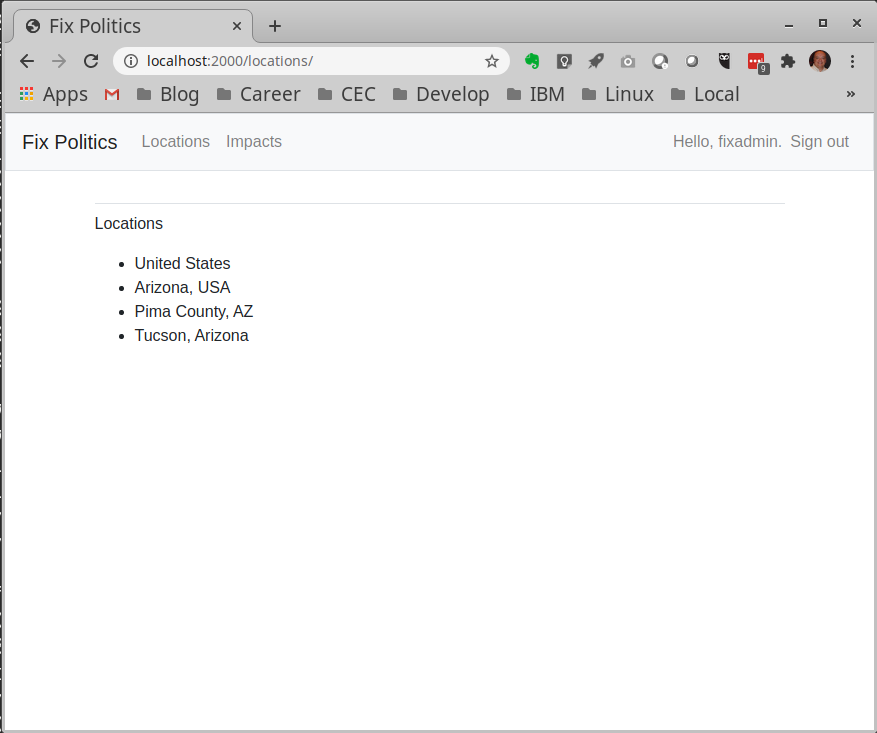 Fix Politics
localhost:2000/locations/
9
Apps Blog Career CEC Develop IBM Linux Local »
Fix Politics Locations Impacts Hello, fixadmin. Sign out
Locations
United States
Arizona, USA
Pima County, AZ
Tucson, Arizona